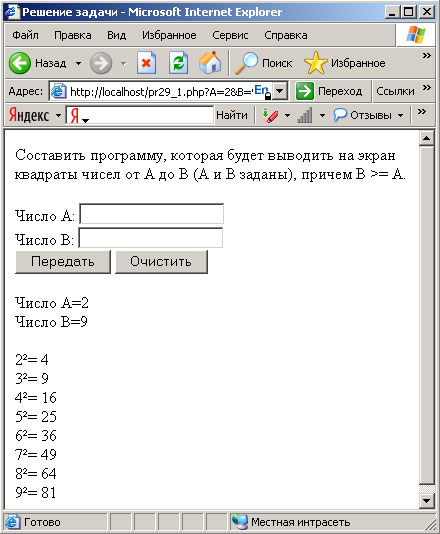 Решение задачи - Microsoft Internet Explorer
Файл Правка Вид Избранное Сервис Справка
Назад Поиск Избранное »
Адрес: http://localhost/pr29_1.php?A=2&B= En Переход Ссылки »
Яндекс Я Найти Отзывы »
Составить программу, которая будет выводить на экран
квадраты чисел от A до B (A и B заданы), причем B >= A.
Число A:
Число B:
Передать Очистить
Число A=2
Число B=9
2²= 4
3²= 9
4²= 16
5²= 25
6²= 36
7²= 49
8²= 64
9²= 81
Готово Местная интрасеть